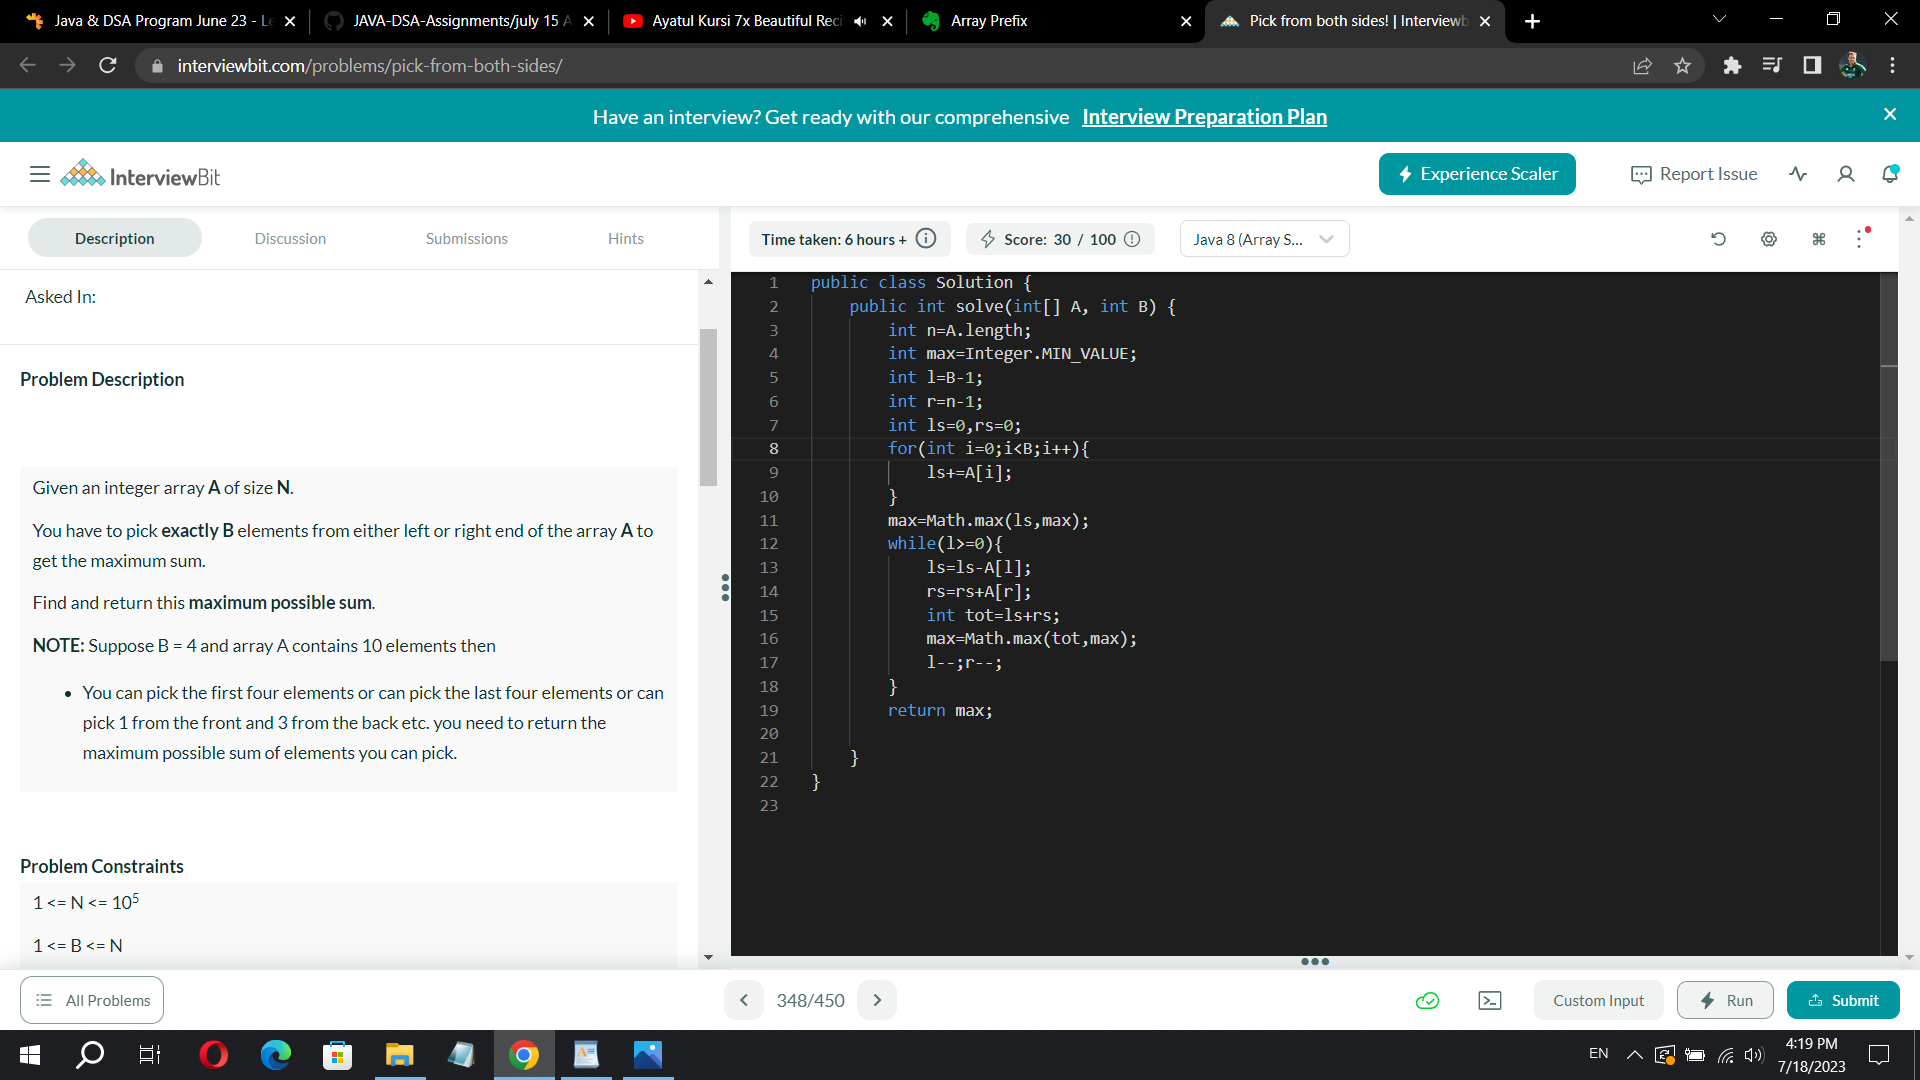 Java & DSA Program June 23 - Le
JAVA-DSA-Assignments/july 15 A
Ayatul Kursi 7x Beautiful Reci
Array Prefix
Pick from both sides! | Interviewb
interviewbit.com/problems/pick-from-both-sides/
Have an interview? Get ready with our comprehensive Interview Preparation Plan
InterviewBit
Experience Scaler
Report Issue
Description
Discussion
Submissions
Hints
Time taken: 6 hours +
Score: 30 / 100
Java 8 (Array S...
Asked In:
Problem Description
Given an integer array A of size N.
You have to pick exactly B elements from either left or right end of the array A to
get the maximum sum.
Find and return this maximum possible sum.
NOTE: Suppose B = 4 and array A contains 10 elements then
• You can pick the first four elements or can pick the last four elements or can
pick 1 from the front and 3 from the back etc. you need to return the
maximum possible sum of elements you can pick.
Problem Constraints
1 <= N <= 10⁵
1 <= B <= N
1 public class Solution {
2 public int solve(int[] A, int B) {
3 int n=A.length;
4 int max=Integer.MIN_VALUE;
5 int l=B-1;
6 int r=n-1;
7 int ls=0,rs=0;
8 for(int i=0;i<B;i++){
9 ls+=A[i];
10 }
11 max=Math.max(ls,max);
12 while(l>=0){
13 ls=ls-A[l];
14 rs=rs+A[r];
15 int tot=ls+rs;
16 max=Math.max(tot,max);
17 l--;r--;
18 }
19 return max;
20
21 }
22 }
23
All Problems
348/450
Custom Input
Run
Submit
EN
4:19 PM
7/18/2023